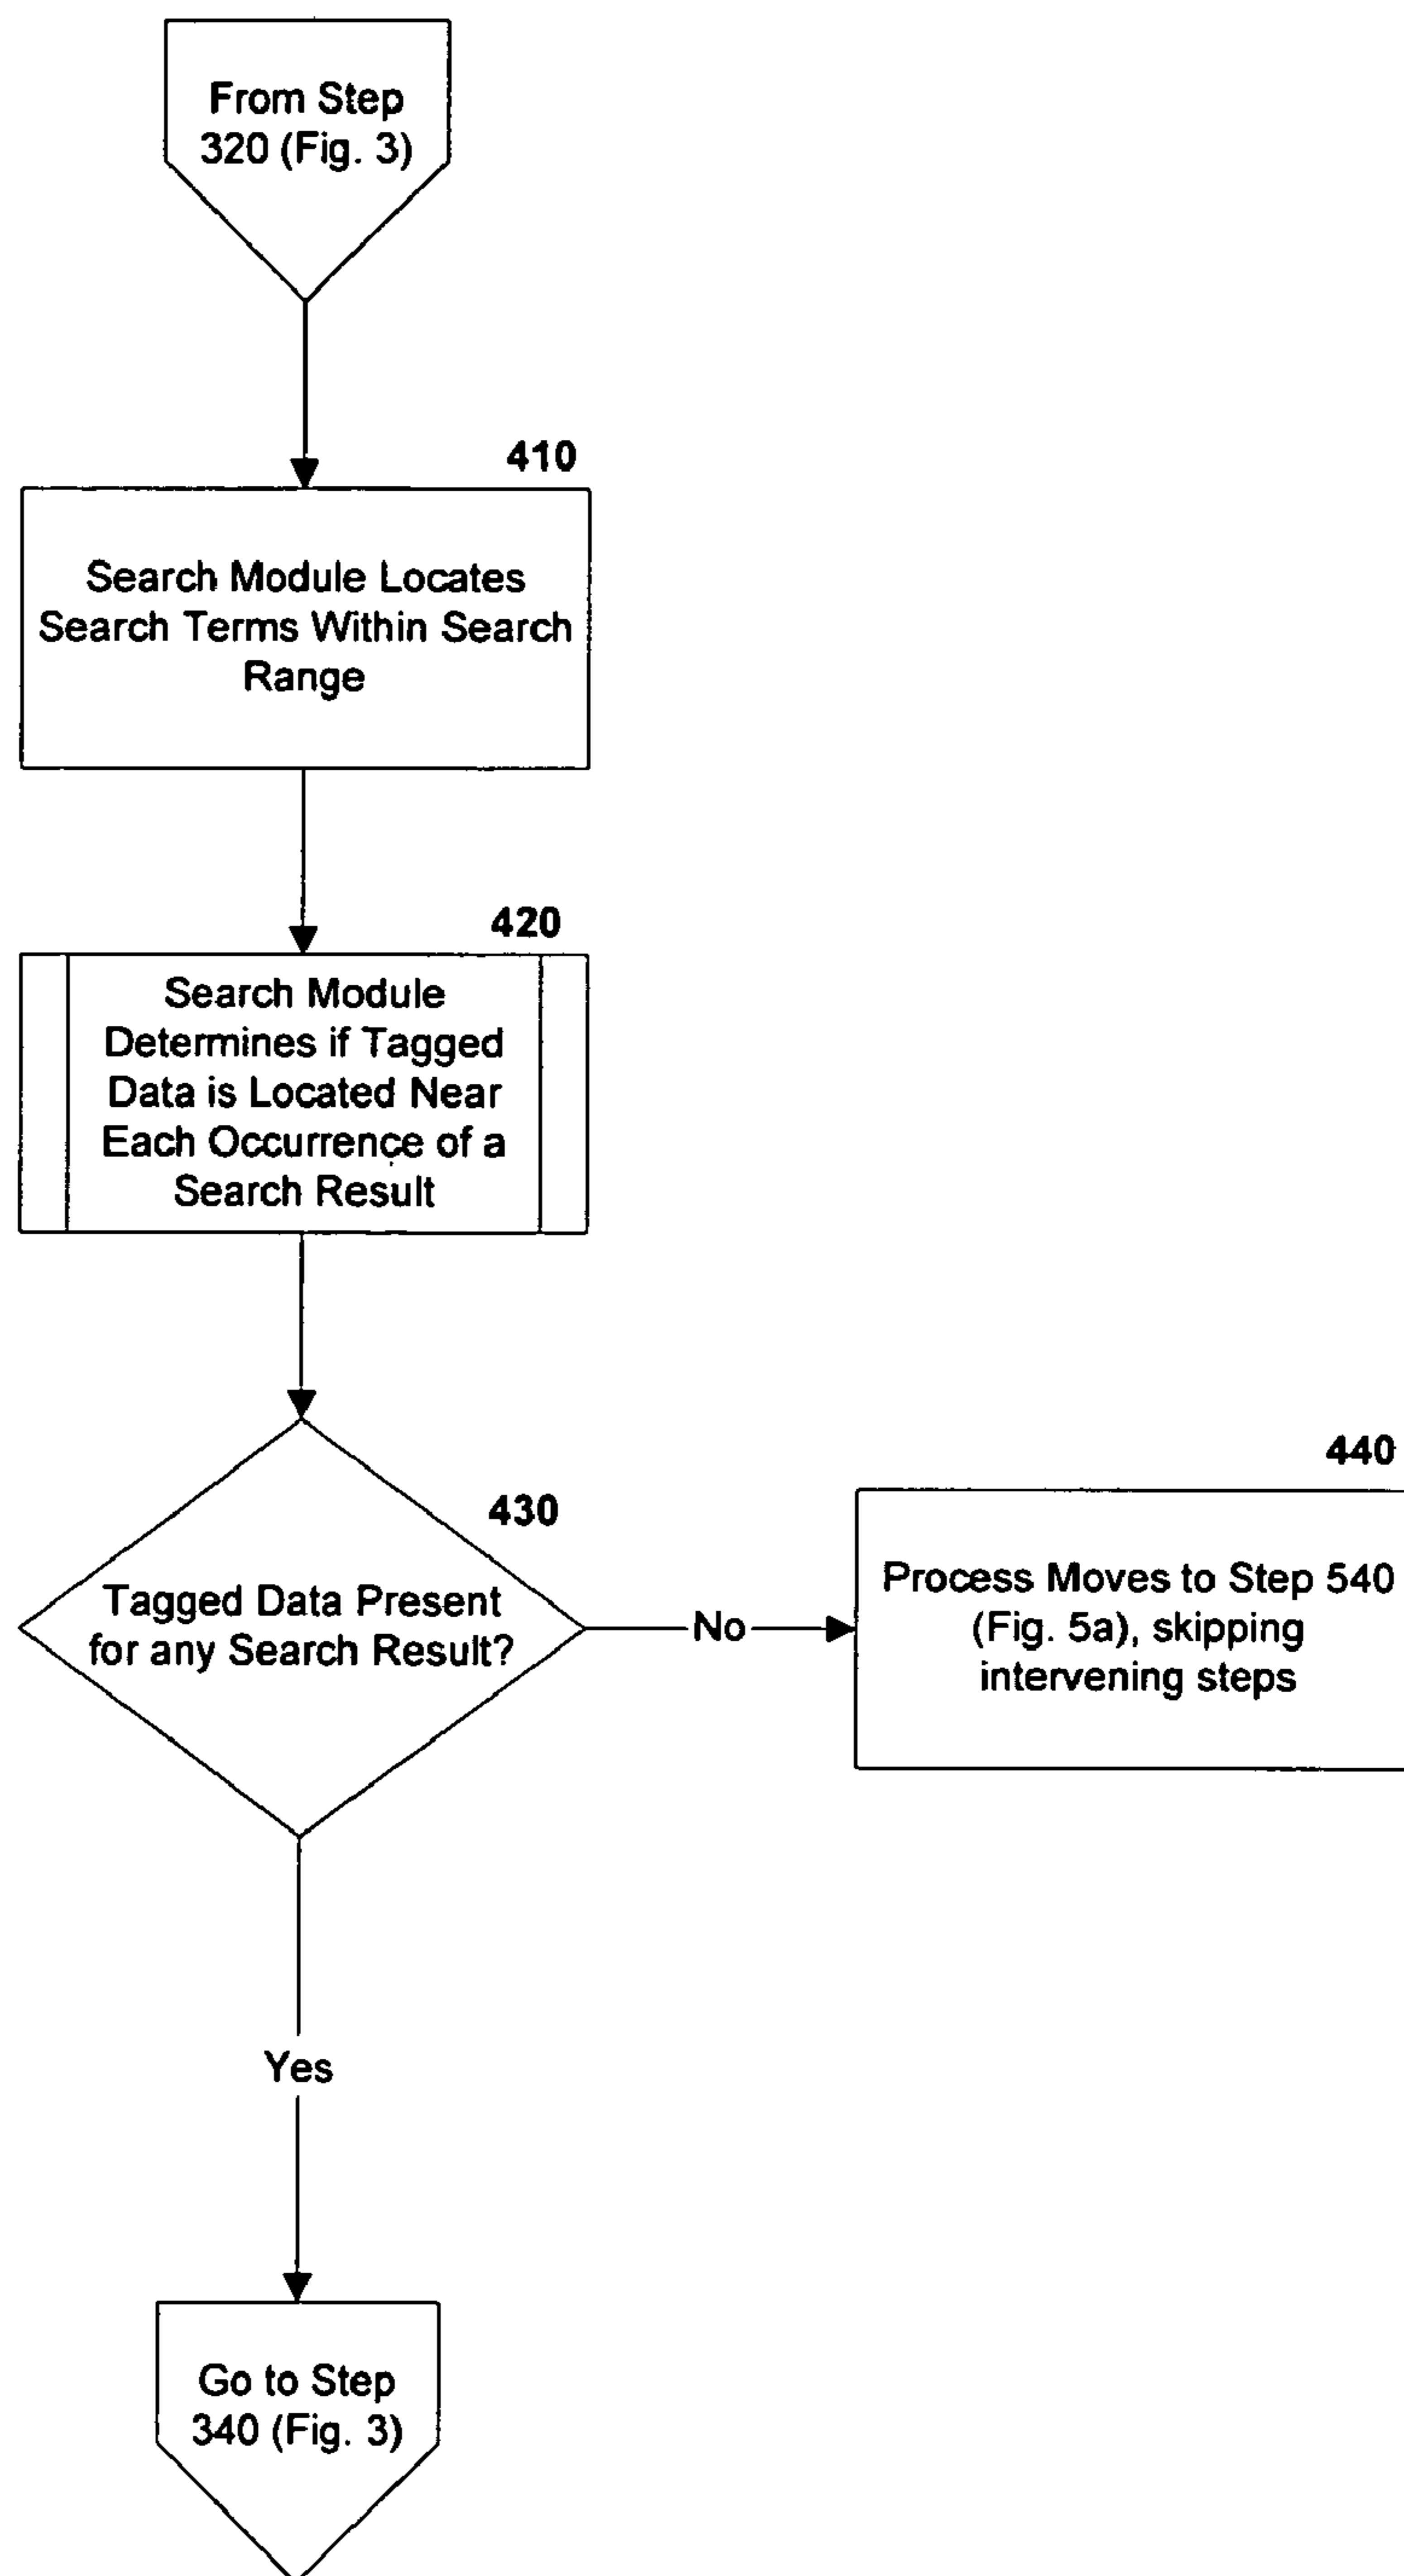 From Step
320 (Fig. 3)
410
Search Module Locates
Search Terms Within Search
Range
420
Search Module
Determines if Tagged
Data is Located Near
Each Occurrence of a
Search Result
430
Tagged Data Present
for any Search Result?
No
440
Process Moves to Step 540
(Fig. 5a), skipping
intervening steps
Yes
Go to Step
340 (Fig. 3)